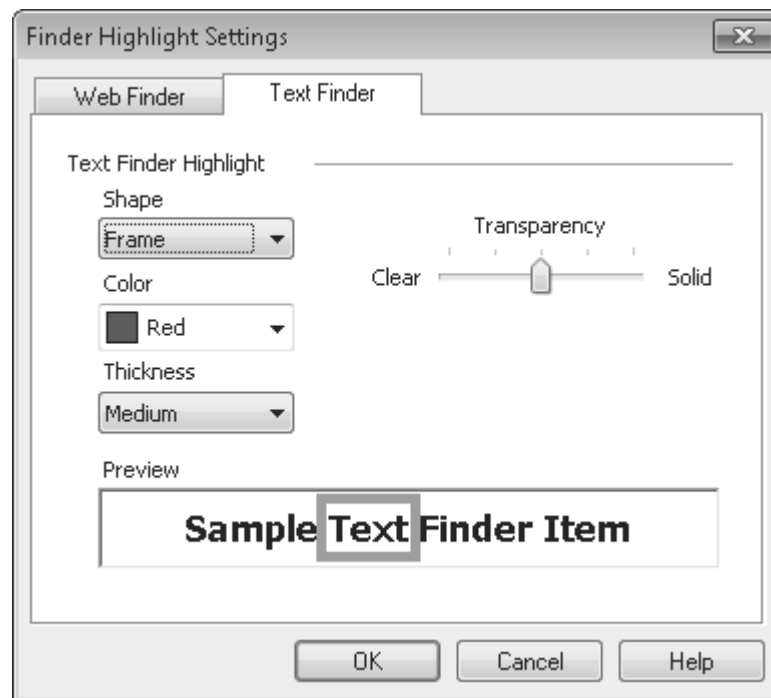 Finder Highlight Settings
Web Finder Text Finder
Text Finder Highlight
Shape
Frame
Transparency
Clear Solid
Color
Red
Thickness
Medium
Preview
Sample Text Finder Item
OK Cancel Help